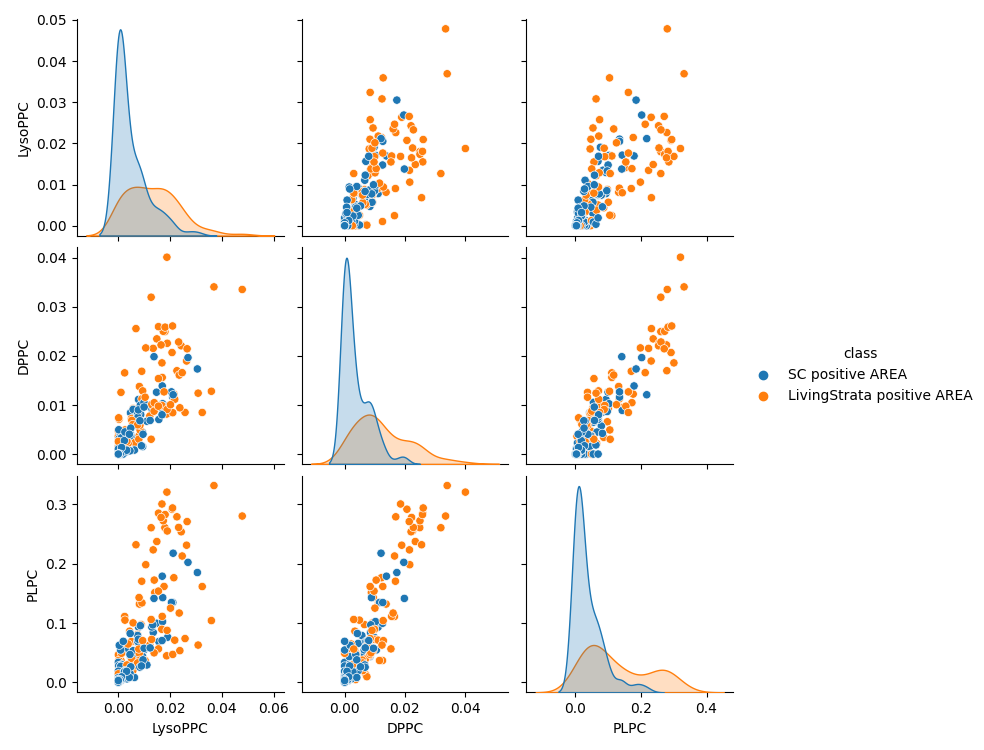 0.05
0.04
0.03
0.02
0.01
0.00
LysoPPC
0.04
0.03
0.02
0.01
0.00
DPPC
class
SC positive AREA
LivingStrata positive AREA
0.3
0.2
0.1
0.0
PLPC
0.00 0.02 0.04 0.06 0.00 0.02 0.04 0.0 0.2 0.4
LysoPPC DPPC PLPC